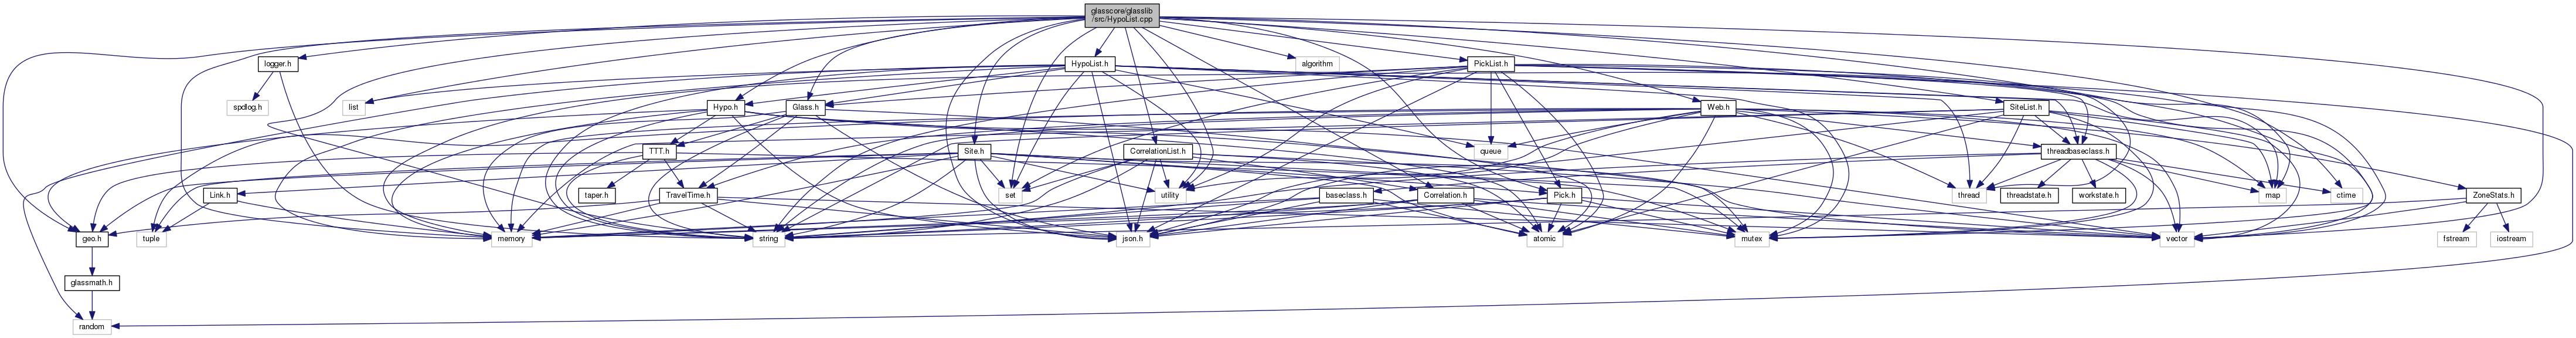 glasscore/glasslib
/src/HypoList.cpp
logger.h
HypoList.h
algorithm
PickList.h
spdlog.h
list
Hypo.h
Glass.h
Web.h
SiteList.h
TTT.h
Site.h
CorrelationList.h
queue
threadbaseclass.h
Link.h
taper.h
TravelTime.h
set
utility
baseclass.h
Correlation.h
Pick.h
thread
threadstate.h
workstate.h
map
ctime
ZoneStats.h
geo.h
tuple
memory
string
json.h
atomic
mutex
vector
fstream
iostream
glassmath.h
random